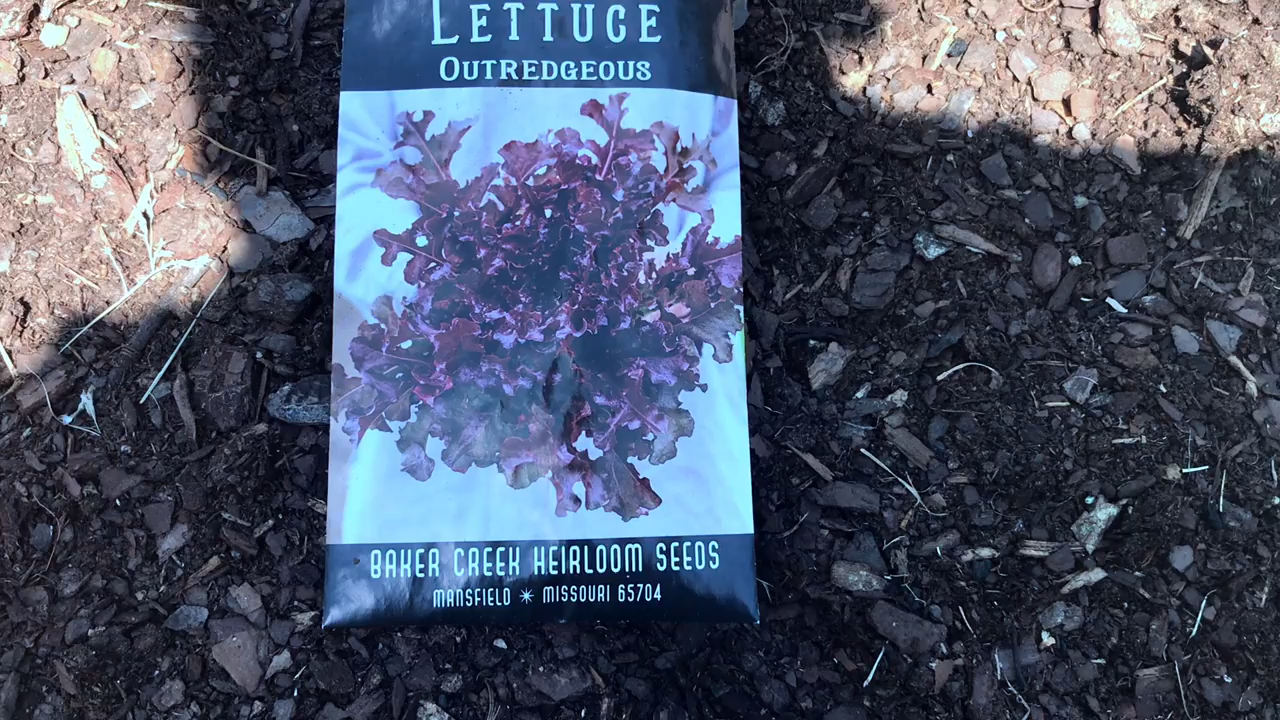 LETTUCE
OUTREDGEOUS
BAKER CREEK HEIRLOOM SEEDS
MANSFIELD ✴ MISSOURI 65704